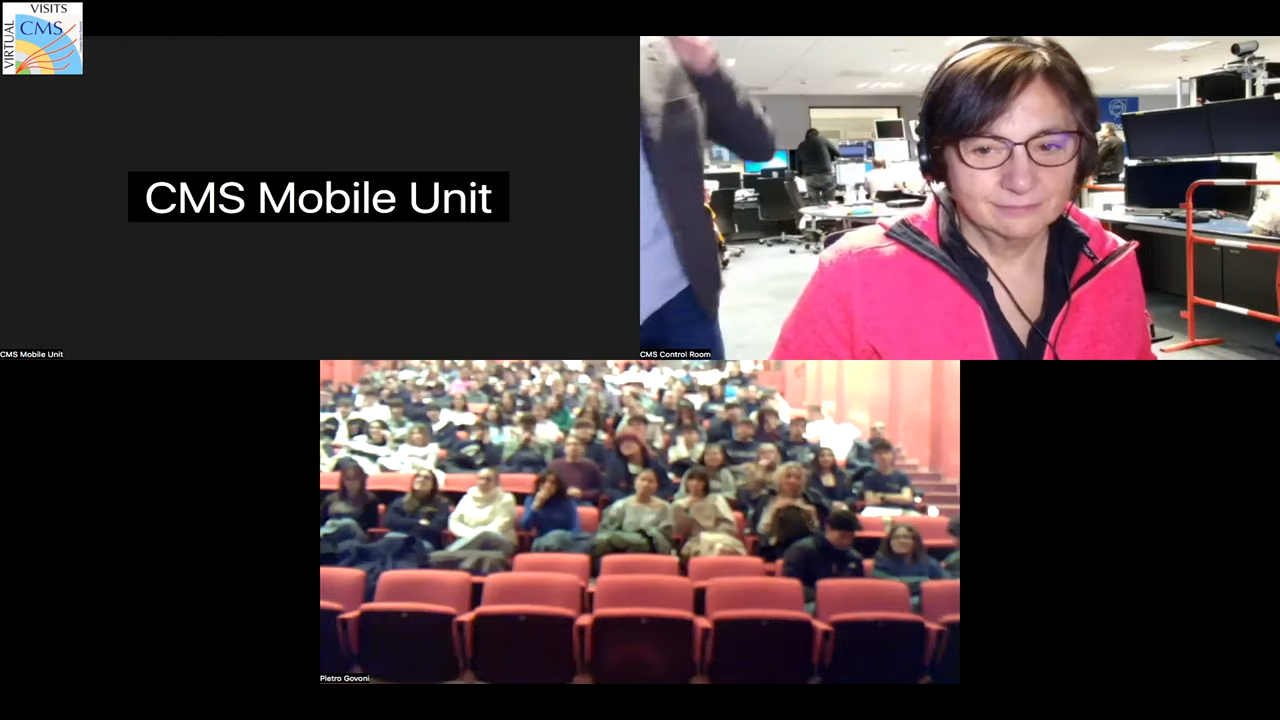 VISITS
VIRTUAL
CMS
CMS Mobile Unit
CMS Mobile Unit
CMS Control Room
Pietro Govoni